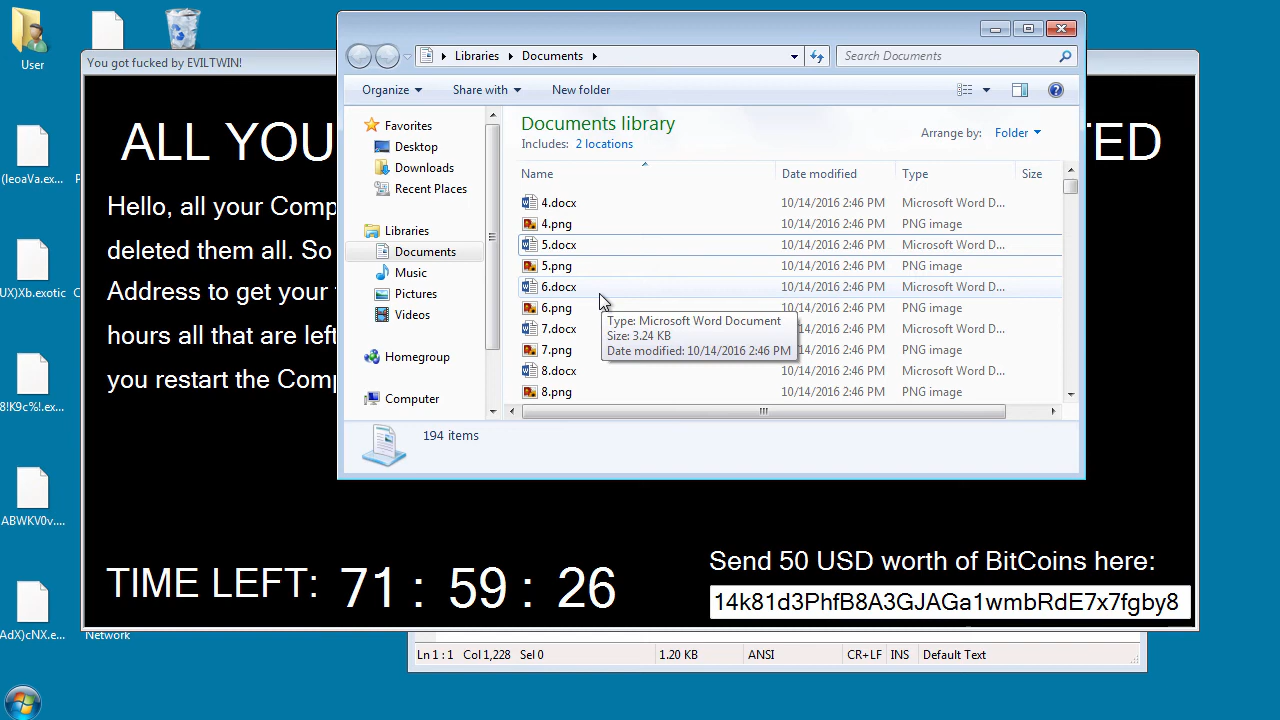 User
You got fucked by EVILTWIN!
Libraries
Documents
Search Documents
Organize
Share with
New folder
Favorites
Desktop
Downloads
Recent Places
Libraries
Documents
Music
Pictures
Videos
Homegroup
Computer
Documents library
Includes: 2 locations
Arrange by: Folder
Name Date modified Type Size
4.docx 10/14/2016 2:46 PM Microsoft Word D...
4.png 10/14/2016 2:46 PM PNG image
5.docx 10/14/2016 2:46 PM Microsoft Word D...
5.png 10/14/2016 2:46 PM PNG image
6.docx 10/14/2016 2:46 PM Microsoft Word D...
6.png 10/14/2016 2:46 PM PNG image
7.docx 10/14/2016 2:46 PM Microsoft Word D...
7.png 10/14/2016 2:46 PM PNG image
8.docx 10/14/2016 2:46 PM Microsoft Word D...
8.png 10/14/2016 2:46 PM PNG image
Type: Microsoft Word Document
Size: 3.24 KB
Date modified: 10/14/2016 2:46 PM
194 items
ALL YOU
TED
Hello, all your Comp
deleted them all. So
Address to get your
hours all that are left
you restart the Comp
TIME LEFT: 71 : 59 : 26
Send 50 USD worth of BitCoins here:
14k81d3PhfB8A3GJAGa1wmbRdE7x7fgby8
(IeoaVa.ex...
UX)Xb.exotic
8!K9c%!.ex...
ABWKV0v....
AdX)cNX.e...
Network
Ln 1 : 1 Col 1,228 Sel 0 1.20 KB ANSI CR+LF INS Default Text